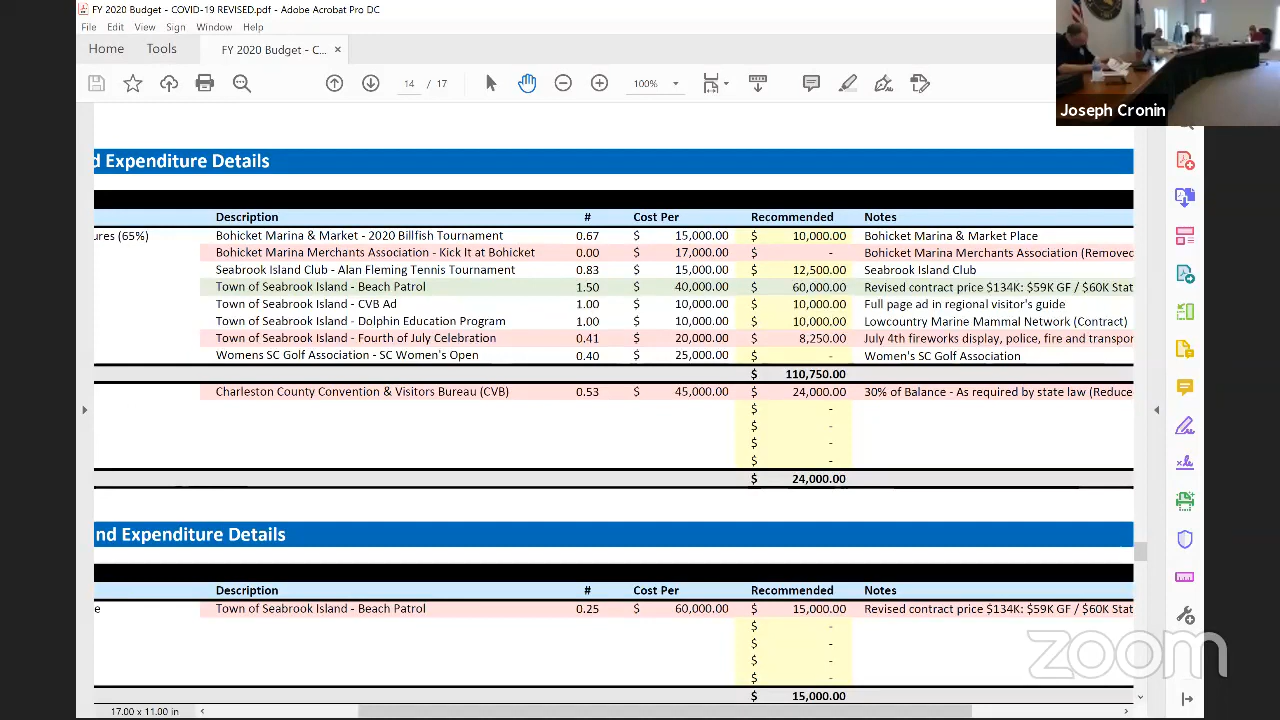 FY 2020 Budget - COVID-19 REVISED.pdf - Adobe Acrobat Pro DC
File Edit View Sign Window Help
Home Tools FY 2020 Budget - C... ×
14 / 17 100%
Joseph Cronin
d Expenditure Details
Description # Cost Per Recommended Notes
ures (65%) Bohicket Marina & Market - 2020 Billfish Tournament 0.67 $ 15,000.00 $ 10,000.00 Bohicket Marina & Market Place
Bohicket Marina Merchants Association - Kick It at Bohicket 0.00 $ 17,000.00 $ - Bohicket Marina Merchants Association (Removed
Seabrook Island Club - Alan Fleming Tennis Tournament 0.83 $ 15,000.00 $ 12,500.00 Seabrook Island Club
Town of Seabrook Island - Beach Patrol 1.50 $ 40,000.00 $ 60,000.00 Revised contract price $134K: $59K GF / $60K Stat
Town of Seabrook Island - CVB Ad 1.00 $ 10,000.00 $ 10,000.00 Full page ad in regional visitor's guide
Town of Seabrook Island - Dolphin Education Program 1.00 $ 10,000.00 $ 10,000.00 Lowcountry Marine Mammal Network (Contract)
Town of Seabrook Island - Fourth of July Celebration 0.41 $ 20,000.00 $ 8,250.00 July 4th fireworks display, police, fire and transpor
Womens SC Golf Association - SC Women's Open 0.40 $ 25,000.00 $ - Women's SC Golf Association
$ 110,750.00
Charleston County Convention & Visitors Bureau (CVB) 0.53 $ 45,000.00 $ 24,000.00 30% of Balance - As required by state law (Reduce
$ -
$ -
$ -
$ -
$ 24,000.00
nd Expenditure Details
Description # Cost Per Recommended Notes
e Town of Seabrook Island - Beach Patrol 0.25 $ 60,000.00 $ 15,000.00 Revised contract price $134K: $59K GF / $60K Stat
$ -
$ -
$ -
$ -
$ 15,000.00
zoom
17.00 x 11.00 in